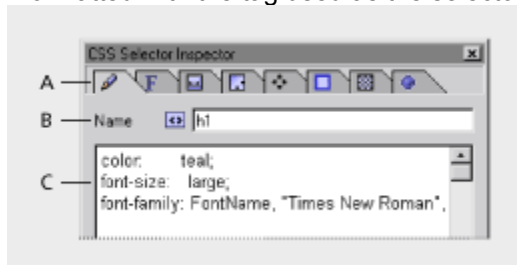 CSS Selector Inspector
A
F
B
Name
h1
C
color: teal;
font-size: large;
font-family: FontName, "Times New Roman",